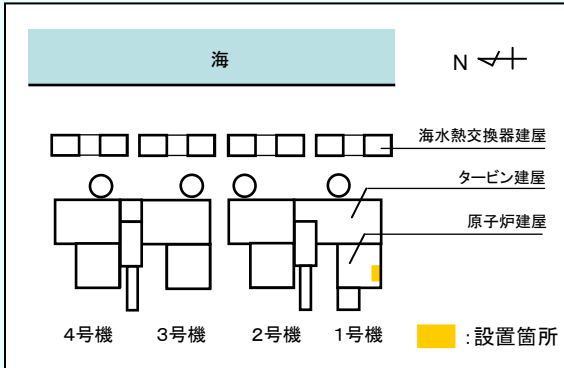 海
N
海水熱交換器建屋
タービン建屋
原子炉建屋
4号機 3号機 2号機 1号機
:設置箇所